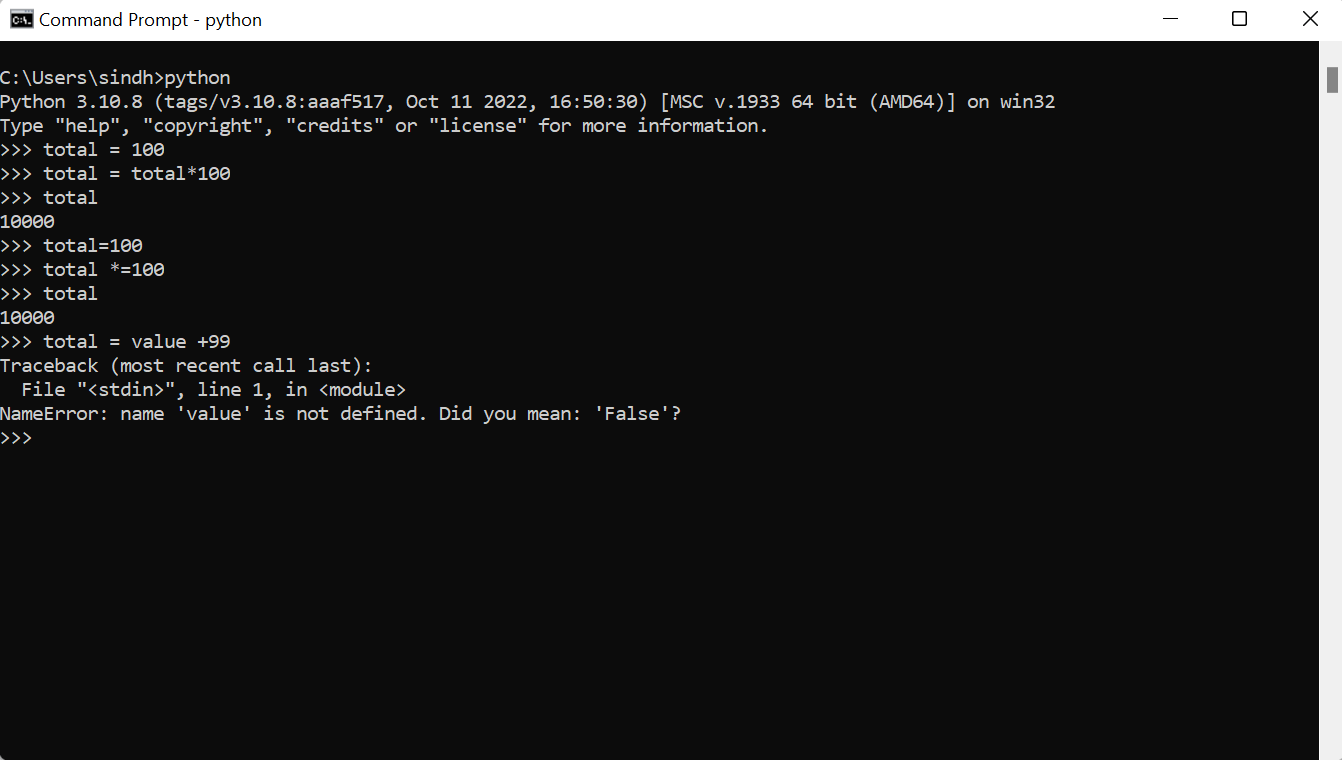 Command Prompt - python
C:\Users\sindh>python
Python 3.10.8 (tags/v3.10.8:aaaf517, Oct 11 2022, 16:50:30) [MSC v.1933 64 bit (AMD64)] on win32
Type "help", "copyright", "credits" or "license" for more information.
>>> total = 100
>>> total = total*100
>>> total
10000
>>> total=100
>>> total *=100
>>> total
10000
>>> total = value +99
Traceback (most recent call last):
  File "<stdin>", line 1, in <module>
NameError: name 'value' is not defined. Did you mean: 'False'?
>>>